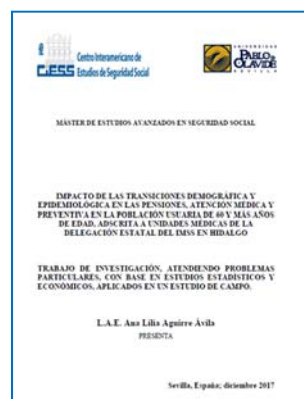 Centro Interamericano de
CIESS Estudios de Seguridad Social
UNIVERSIDAD
PABLO DE
OLAVIDE
SEVILLA
MÁSTER DE ESTUDIOS AVANZADOS EN SEGURIDAD SOCIAL
IMPACTO DE LAS TRANSICIONES DEMOGRÁFICA Y
EPIDEMIOLÓGICA EN LAS PENSIONES, ATENCIÓN MÉDICA Y
PREVENTIVA EN LA POBLACIÓN USUARIA DE 60 Y MÁS AÑOS
DE EDAD, ADSCRITA A UNIDADES MÉDICAS DE LA
DELEGACIÓN ESTATAL DEL IMSS EN HIDALGO
TRABAJO DE INVESTIGACIÓN, ATENDIENDO PROBLEMAS
PARTICULARES, CON BASE EN ESTUDIOS ESTADÍSTICOS Y
ECONÓMICOS, APLICADOS EN UN ESTUDIO DE CAMPO.
L.A.E. Ana Lilia Aguirre Ávila
PRESENTA
Sevilla, España; diciembre 2017